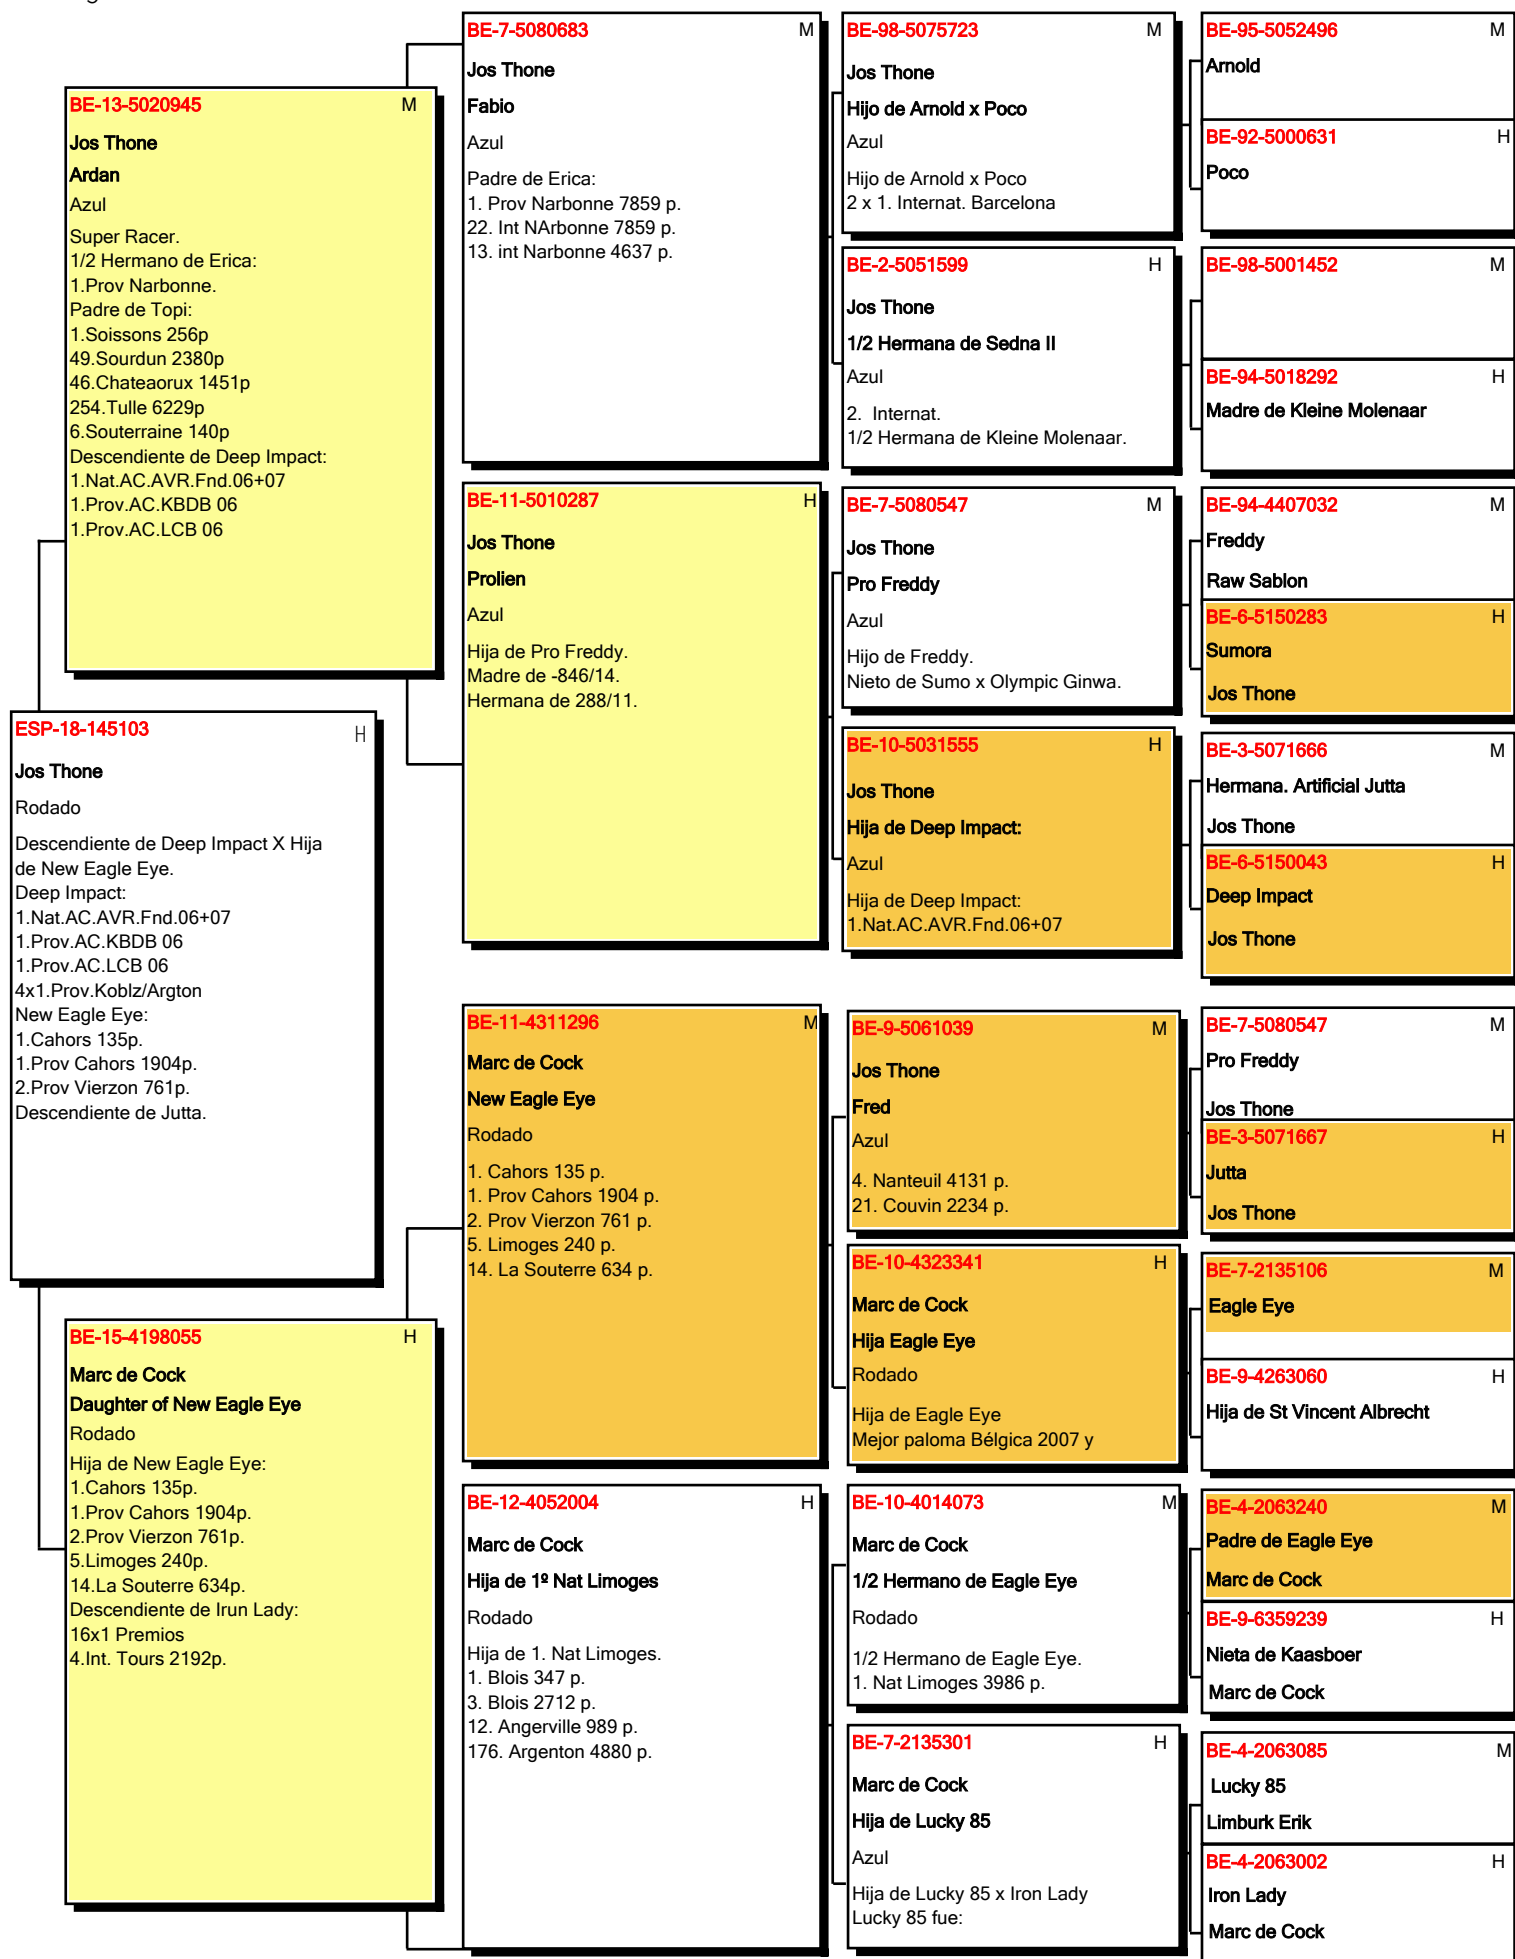 ESP-18-145103 H
Jos Thone
Rodado
Descendiente de Deep Impact X Hija
de New Eagle Eye.
Deep Impact:
1.Nat.AC.AVR.Fnd.06+07
1.Prov.AC.KBDB 06
1.Prov.AC.LCB 06
4x1.Prov.Koblz/Argton
New Eagle Eye:
1.Cahors 135p.
1.Prov Cahors 1904p.
2.Prov Vierzon 761p.
Descendiente de Jutta.
BE-13-5020945 M
Jos Thone
Ardan
Azul
Super Racer.
1/2 Hermano de Erica:
1.Prov Narbonne.
Padre de Topi:
1.Soissons 256p
49.Sourdun 2380p
46.Chateaorux 1451p
254.Tulle 6229p
6.Souterraine 140p
Descendiente de Deep Impact:
1.Nat.AC.AVR.Fnd.06+07
1.Prov.AC.KBDB 06
1.Prov.AC.LCB 06
BE-15-4198055 H
Marc de Cock
Daughter of New Eagle Eye
Rodado
Hija de New Eagle Eye:
1.Cahors 135p.
1.Prov Cahors 1904p.
2.Prov Vierzon 761p.
5.Limoges 240p.
14.La Souterre 634p.
Descendiente de Irun Lady:
16x1 Premios
4.Int. Tours 2192p.
BE-7-5080683 M
Jos Thone
Fabio
Azul
Padre de Erica:
1. Prov Narbonne 7859 p.
22. Int NArbonne 7859 p.
13. int Narbonne 4637 p.
BE-11-5010287 H
Jos Thone
Prolien
Azul
Hija de Pro Freddy.
Madre de -846/14.
Hermana de 288/11.
BE-11-4311296 M
Marc de Cock
New Eagle Eye
Rodado
1. Cahors 135 p.
1. Prov Cahors 1904 p.
2. Prov Vierzon 761 p.
5. Limoges 240 p.
14. La Souterre 634 p.
BE-12-4052004 H
Marc de Cock
Hija de 1º Nat Limoges
Rodado
Hija de 1. Nat Limoges.
1. Blois 347 p.
3. Blois 2712 p.
12. Angerville 989 p.
176. Argenton 4880 p.
BE-98-5075723 M
Jos Thone
Hijo de Arnold x Poco
Azul
Hijo de Arnold x Poco
2 x 1. Internat. Barcelona
BE-2-5051599 H
Jos Thone
1/2 Hermana de Sedna II
Azul
2. Internat.
1/2 Hermana de Kleine Molenaar.
BE-7-5080547 M
Jos Thone
Pro Freddy
Azul
Hijo de Freddy.
Nieto de Sumo x Olympic Ginwa.
BE-10-5031555 H
Jos Thone
Hija de Deep Impact:
Azul
Hija de Deep Impact:
1.Nat.AC.AVR.Fnd.06+07
BE-9-5061039 M
Jos Thone
Fred
Azul
4. Nanteuil 4131 p.
21. Couvin 2234 p.
BE-10-4323341 H
Marc de Cock
Hija Eagle Eye
Rodado
Hija de Eagle Eye
Mejor paloma Bélgica 2007 y
BE-10-4014073 M
Marc de Cock
1/2 Hermano de Eagle Eye
Rodado
1/2 Hermano de Eagle Eye.
1. Nat Limoges 3986 p.
BE-7-2135301 H
Marc de Cock
Hija de Lucky 85
Azul
Hija de Lucky 85 x Iron Lady
Lucky 85 fue:
BE-95-5052496 M
Arnold
BE-92-5000631 H
Poco
BE-98-5001452 M
BE-94-5018292 H
Madre de Kleine Molenaar
BE-94-4407032 M
Freddy
Raw Sablon
BE-6-5150283 H
Sumora
Jos Thone
BE-3-5071666 M
Hermana. Artificial Jutta
Jos Thone
BE-6-5150043 H
Deep Impact
Jos Thone
BE-7-5080547 M
Pro Freddy
Jos Thone
BE-3-5071667 H
Jutta
Jos Thone
BE-7-2135106 M
Eagle Eye
BE-9-4263060 H
Hija de St Vincent Albrecht
BE-4-2063240 M
Padre de Eagle Eye
Marc de Cock
BE-9-6359239 H
Nieta de Kaasboer
Marc de Cock
BE-4-2063085 M
Lucky 85
Limburk Erik
BE-4-2063002 H
Iron Lady
Marc de Cock